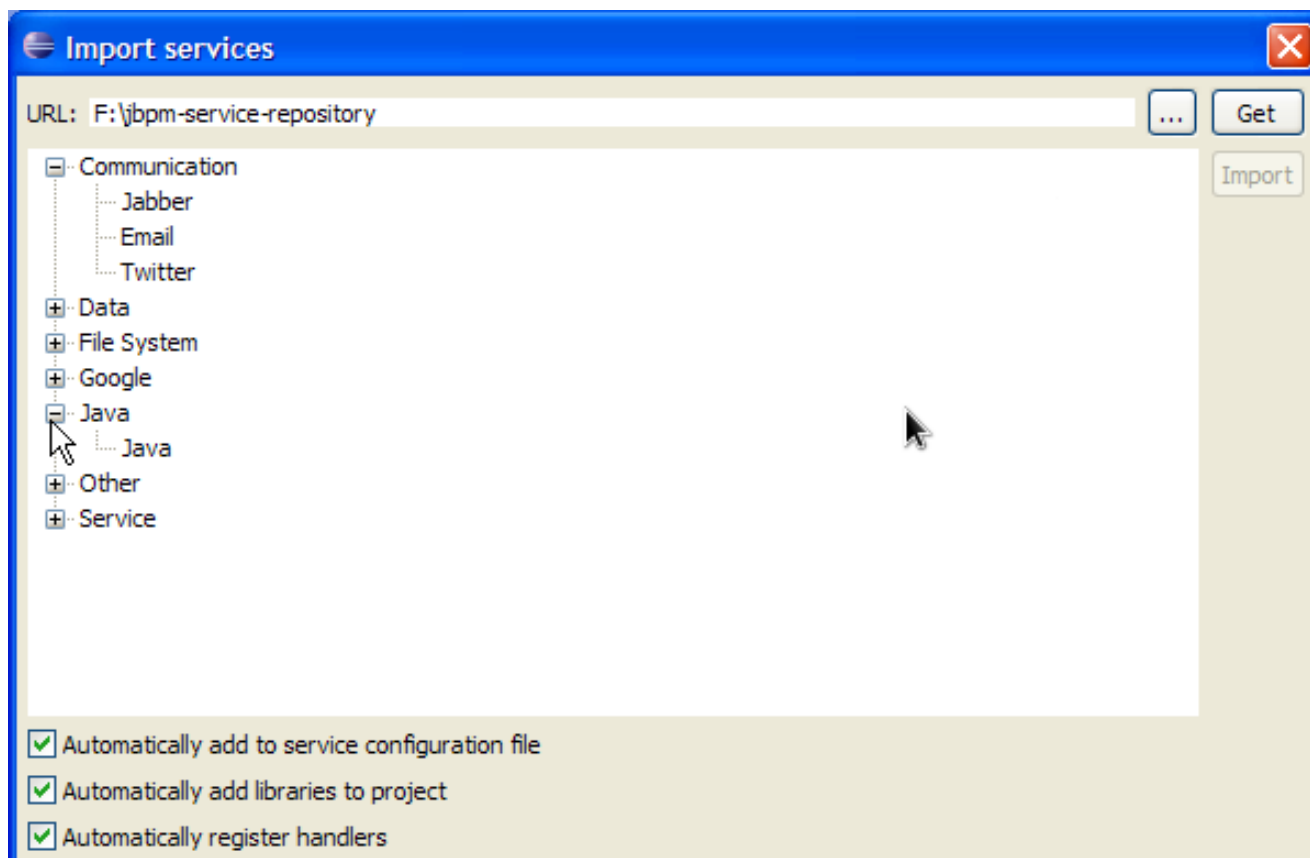 Import services
URL: F:\jbpm-service-repository ... Get
Import
Communication
Jabber
Email
Twitter
Data
File System
Google
Java
Java
Other
Service
Automatically add to service configuration file
Automatically add libraries to project
Automatically register handlers